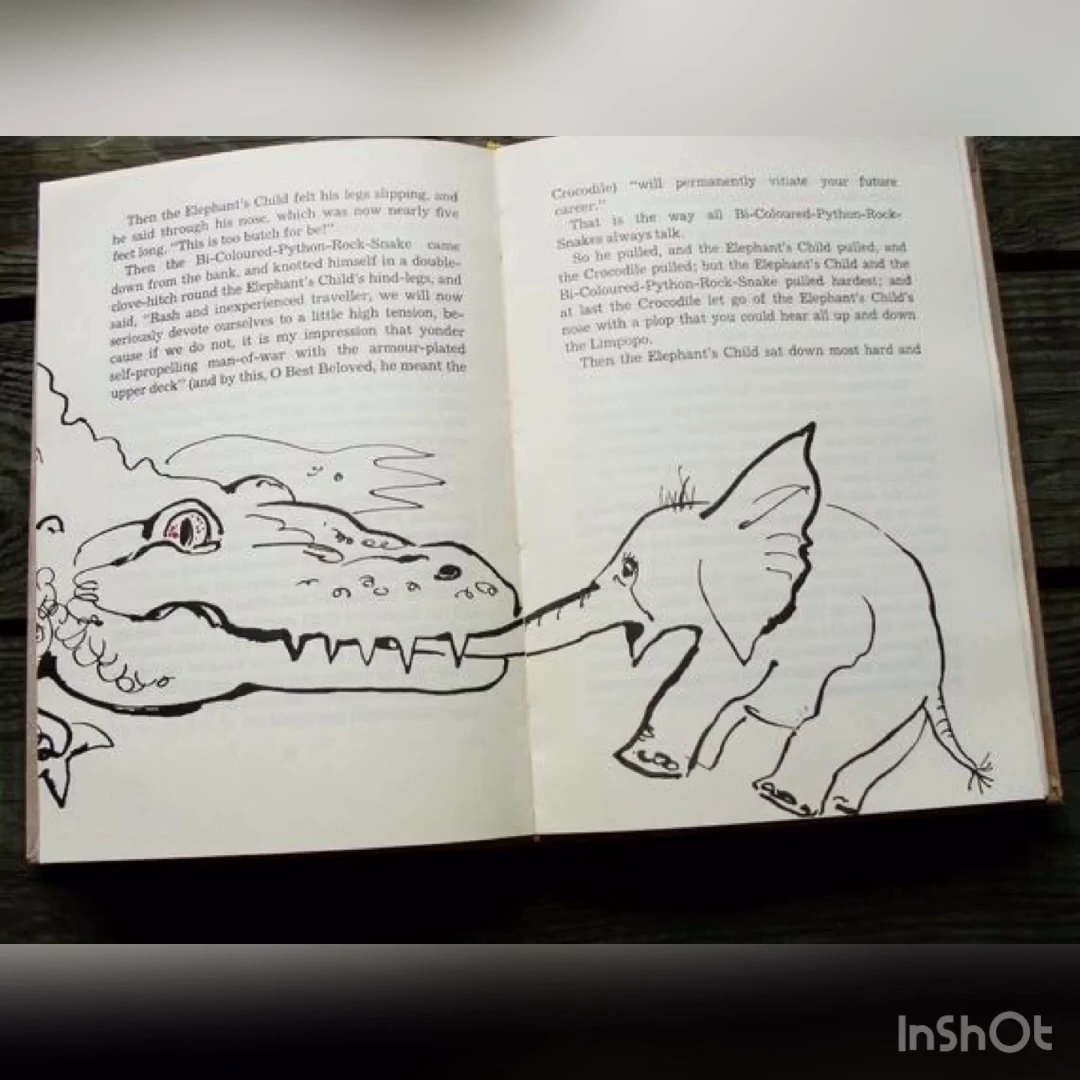 Then the Elephant's Child felt his legs slipping, and
he said through his nose, which was now nearly five
feet long, "This is too butch for be!"
Then the Bi-Coloured-Python-Rock-Snake came
down from the bank, and knotted himself in a double-
clove-hitch round the Elephant's Child's hind-legs, and
said, "Rash and inexperienced traveller, we will now
seriously devote ourselves to a little high tension, be-
cause if we do not, it is my impression that yonder
self-propelling man-of-war with the armour-plated
upper deck" (and by this, O Best Beloved, he meant the
Crocodile) "will permanently vitiate your future
career."
That is the way all Bi-Coloured-Python-Rock-
Snakes always talk.
So he pulled, and the Elephant's Child pulled, and
the Crocodile pulled; but the Elephant's Child and the
Bi-Coloured-Python-Rock-Snake pulled hardest; and
at last the Crocodile let go of the Elephant's Child's
nose with a plop that you could hear all up and down
the Limpopo.
Then the Elephant's Child sat down most hard and
InShOt